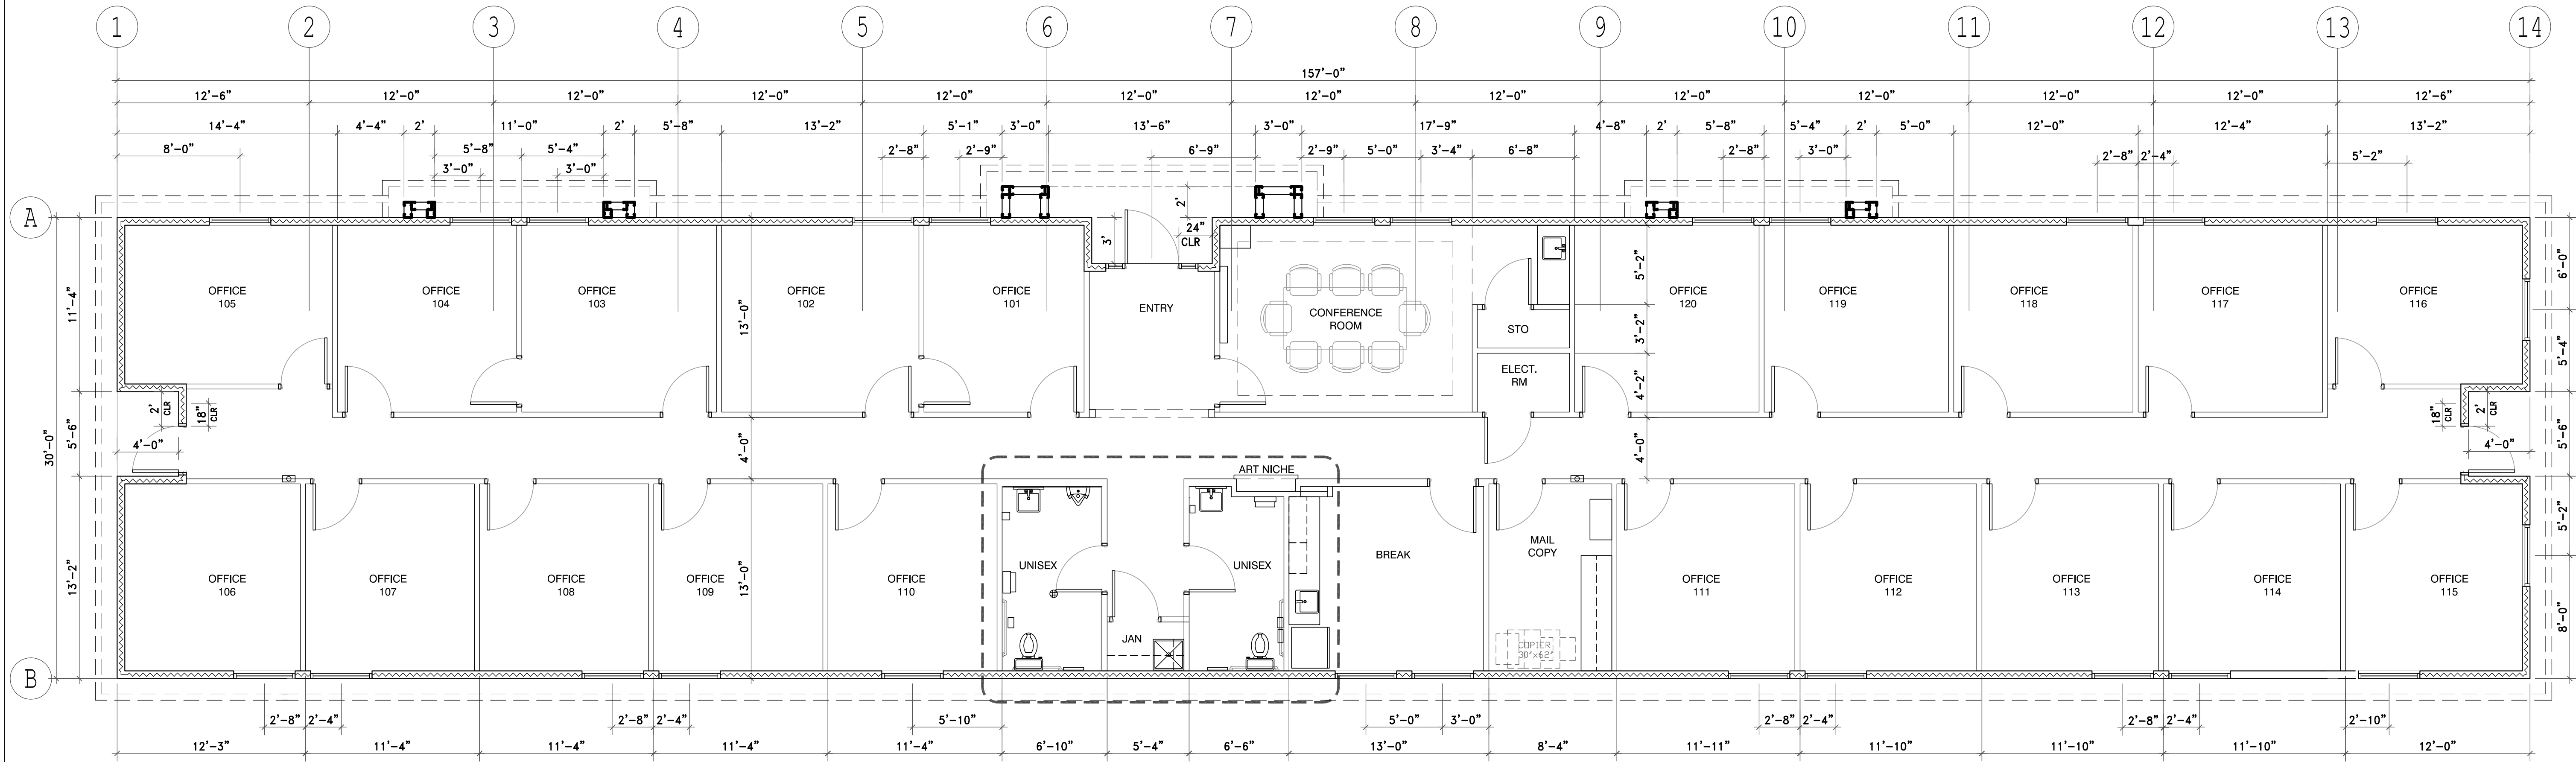 1 2 3 4 5 6 7 8 9 10 11 12 13 14
157'-0"
12'-6" 12'-0" 12'-0" 12'-0" 12'-0" 12'-0" 12'-0" 12'-0" 12'-0" 12'-0" 12'-0" 12'-0" 12'-6"
14'-4" 4'-4" 2' 11'-0" 2' 5'-8" 13'-2" 5'-1" 3'-0" 13'-6" 3'-0" 17'-9" 4'-8" 2' 5'-8" 5'-4" 2' 5'-0" 12'-0" 12'-4" 13'-2"
8'-0" 5'-8" 5'-4" 2'-8" 2'-9" 6'-9" 2'-9" 5'-0" 3'-4" 6'-8" 2'-8" 3'-0" 2'-8" 2'-4" 5'-2"
3'-0" 3'-0"
A
2'
3'
24"
CLR
30'-0"
11'-4"
5'-6"
13'-2"
OFFICE
105
OFFICE
104
OFFICE
103
OFFICE
102
OFFICE
101
ENTRY
CONFERENCE
ROOM
STO
ELECT.
RM
OFFICE
120
OFFICE
119
OFFICE
118
OFFICE
117
OFFICE
116
13'-0"
5'-2"
3'-2"
4'-2"
6'-0"
5'-4"
2'
CLR
18"
CLR
4'-0"
4'-0"
4'-0"
18"
CLR
2'
CLR
4'-0"
5'-6"
ART NICHE
OFFICE
106
OFFICE
107
OFFICE
108
OFFICE
109
13'-0"
OFFICE
110
UNISEX
JAN
UNISEX
BREAK
MAIL
COPY
COPIER
30"x62"
OFFICE
111
OFFICE
112
OFFICE
113
OFFICE
114
OFFICE
115
5'-2"
8'-0"
B
2'-8" 2'-4" 2'-8" 2'-4" 5'-10" 5'-0" 3'-0" 2'-8" 2'-4" 2'-8" 2'-4" 2'-10"
12'-3" 11'-4" 11'-4" 11'-4" 11'-4" 6'-10" 5'-4" 6'-6" 13'-0" 8'-4" 11'-11" 11'-10" 11'-10" 11'-10" 12'-0"